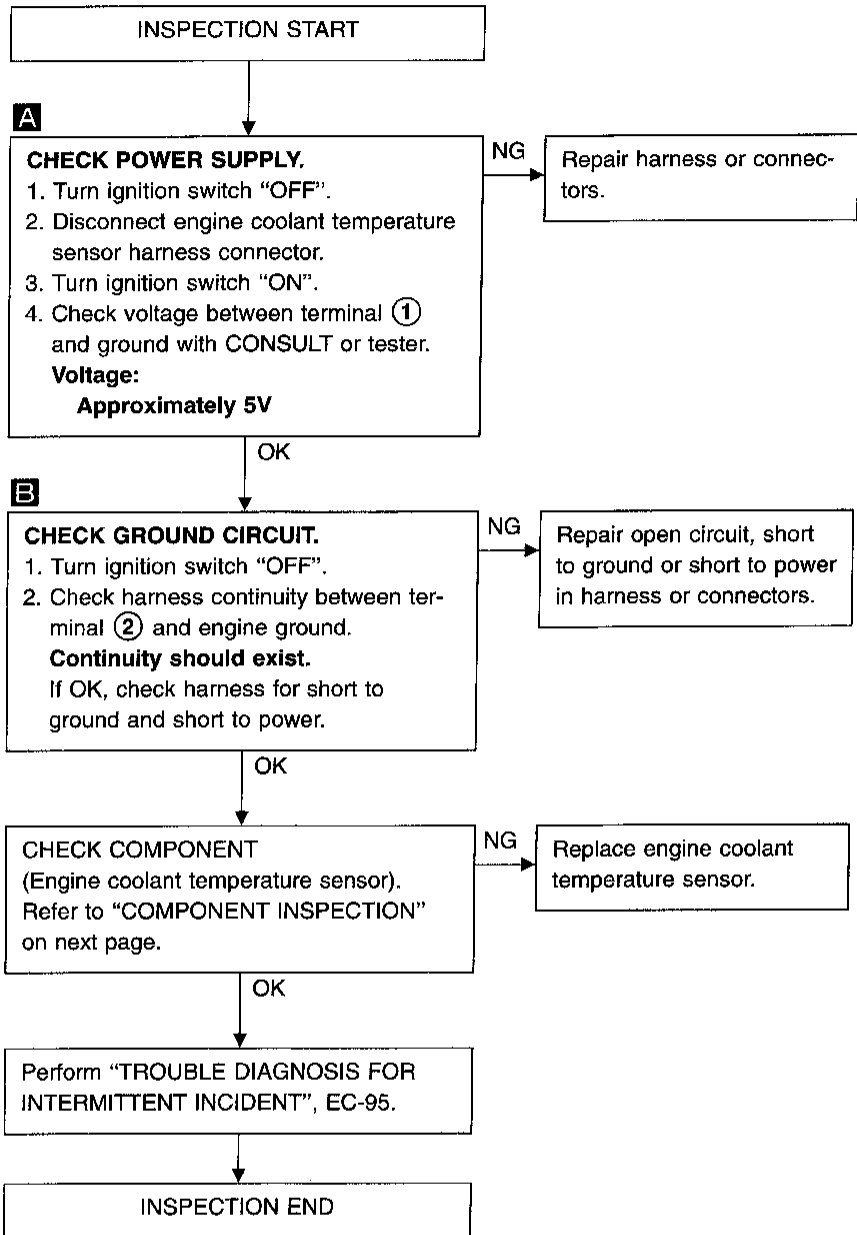 INSPECTION START
A
CHECK POWER SUPPLY.
1. Turn ignition switch “OFF”.
2. Disconnect engine coolant temperature
sensor harness connector.
3. Turn ignition switch “ON”.
4. Check voltage between terminal ①
and ground with CONSULT or tester.
Voltage:
Approximately 5V
NG
Repair harness or connec-
tors.
OK
B
CHECK GROUND CIRCUIT.
1. Turn ignition switch “OFF”.
2. Check harness continuity between ter-
minal ② and engine ground.
Continuity should exist.
If OK, check harness for short to
ground and short to power.
NG
Repair open circuit, short
to ground or short to power
in harness or connectors.
OK
CHECK COMPONENT
(Engine coolant temperature sensor).
Refer to “COMPONENT INSPECTION”
on next page.
NG
Replace engine coolant
temperature sensor.
OK
Perform “TROUBLE DIAGNOSIS FOR
INTERMITTENT INCIDENT”, EC-95.
INSPECTION END